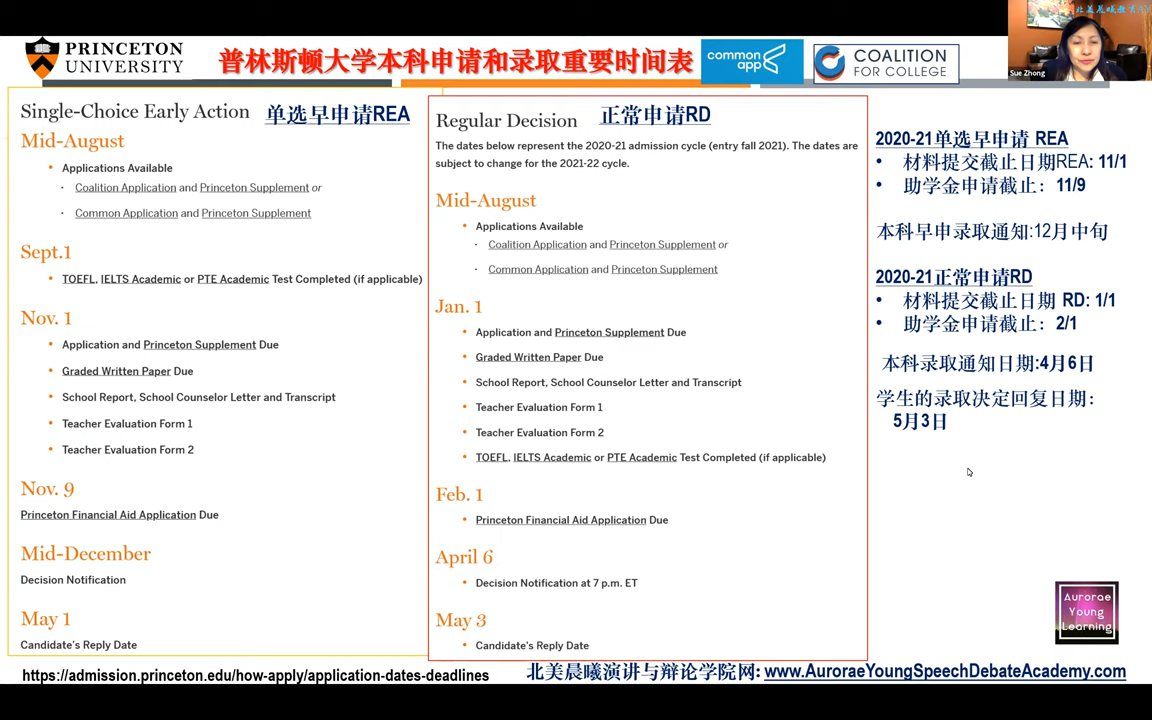 PRINCETON
UNIVERSITY
普林斯顿大学本科申请和录取重要时间表
common
app
COALITION
FOR COLLEGE
北美晨曦教育
Sue Zhong
Single-Choice Early Action 单选早申请REA
Mid-August
• Applications Available
· Coalition Application and Princeton Supplement or
· Common Application and Princeton Supplement
Sept.1
• TOEFL, IELTS Academic or PTE Academic Test Completed (if applicable)
Nov. 1
• Application and Princeton Supplement Due
• Graded Written Paper Due
• School Report, School Counselor Letter and Transcript
• Teacher Evaluation Form 1
• Teacher Evaluation Form 2
Nov. 9
Princeton Financial Aid Application Due
Mid-December
Decision Notification
May 1
Candidate's Reply Date
Regular Decision 正常申请RD
The dates below represent the 2020-21 admission cycle (entry fall 2021). The dates are
subject to change for the 2021-22 cycle.
Mid-August
• Applications Available
· Coalition Application and Princeton Supplement or
· Common Application and Princeton Supplement
Jan. 1
• Application and Princeton Supplement Due
• Graded Written Paper Due
• School Report, School Counselor Letter and Transcript
• Teacher Evaluation Form 1
• Teacher Evaluation Form 2
• TOEFL, IELTS Academic or PTE Academic Test Completed (if applicable)
Feb. 1
• Princeton Financial Aid Application Due
April 6
• Decision Notification at 7 p.m. ET
May 3
• Candidate's Reply Date
2020-21单选早申请 REA
• 材料提交截止日期REA: 11/1
• 助学金申请截止：11/9
本科早申录取通知:12月中旬
2020-21正常申请RD
• 材料提交截止日期 RD: 1/1
• 助学金申请截止：2/1
本科录取通知日期:4月6日
学生的录取决定回复日期:
5月3日
Aurorae
Young
Learning
https://admission.princeton.edu/how-apply/application-dates-deadlines
北美晨曦演讲与辩论学院网: www.AuroraeYoungSpeechDebateAcademy.com